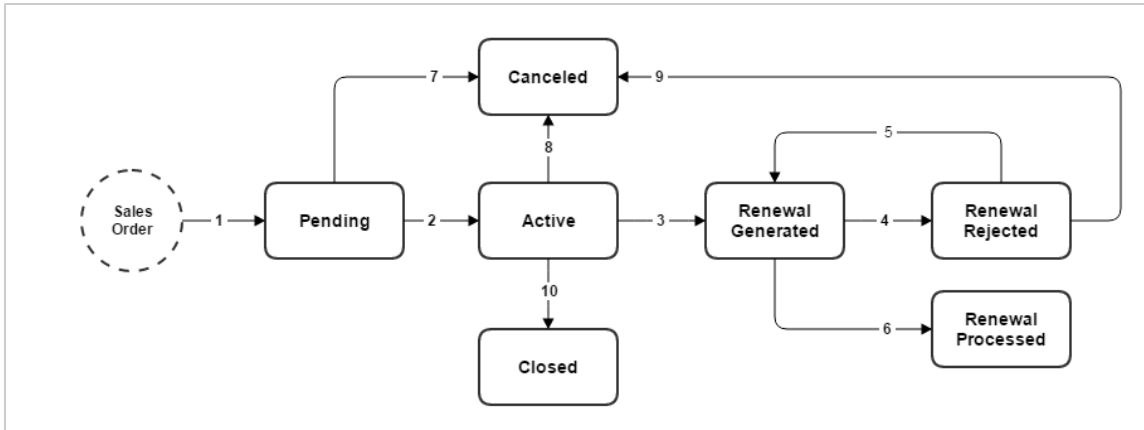 Canceled
7
9
8
5
Sales
Order
1
Pending
2
Active
3
Renewal
Generated
4
Renewal
Rejected
10
6
Renewal
Processed
Closed